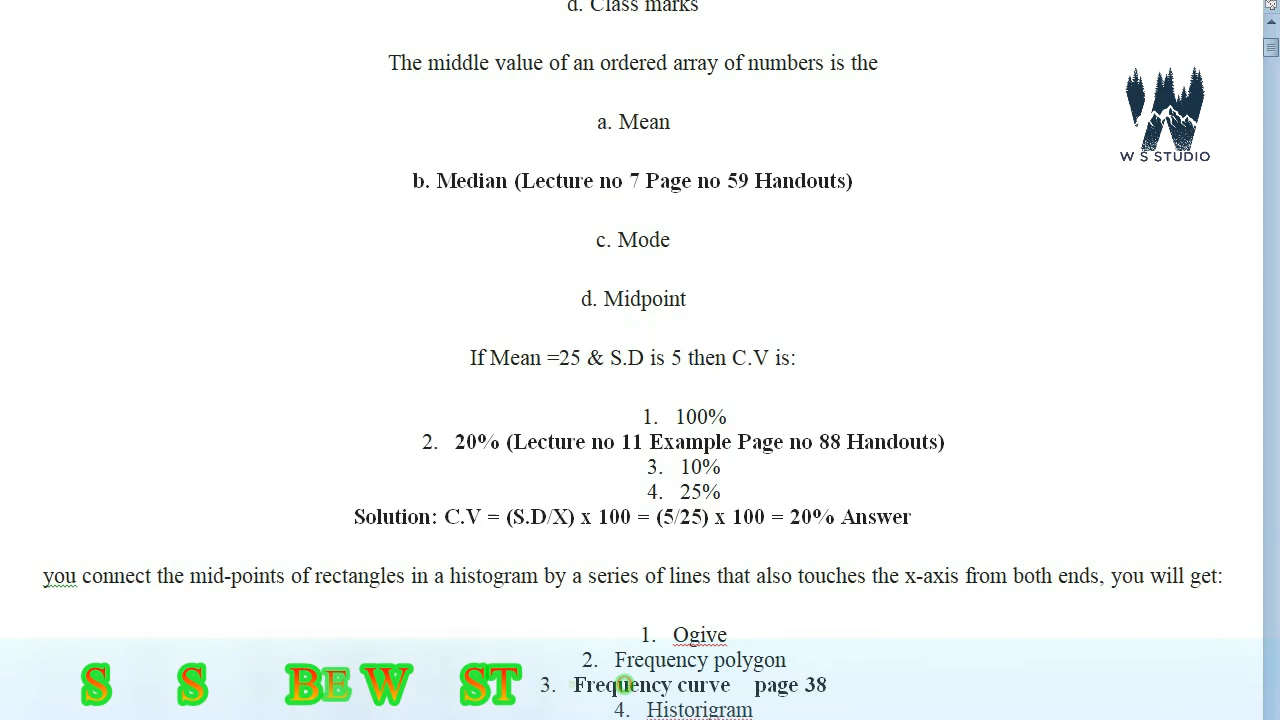 d. Class marks
The middle value of an ordered array of numbers is the
a. Mean
b. Median (Lecture no 7 Page no 59 Handouts)
c. Mode
d. Midpoint
If Mean =25 & S.D is 5 then C.V is:
1. 100%
2. 20% (Lecture no 11 Example Page no 88 Handouts)
3. 10%
4. 25%
Solution: C.V = (S.D/X) x 100 = (5/25) x 100 = 20% Answer
you connect the mid-points of rectangles in a histogram by a series of lines that also touches the x-axis from both ends, you will get:
1. Ogive
2. Frequency polygon
3. Frequency curve page 38
4. Historigram
W S STUDIO
S S BE W ST